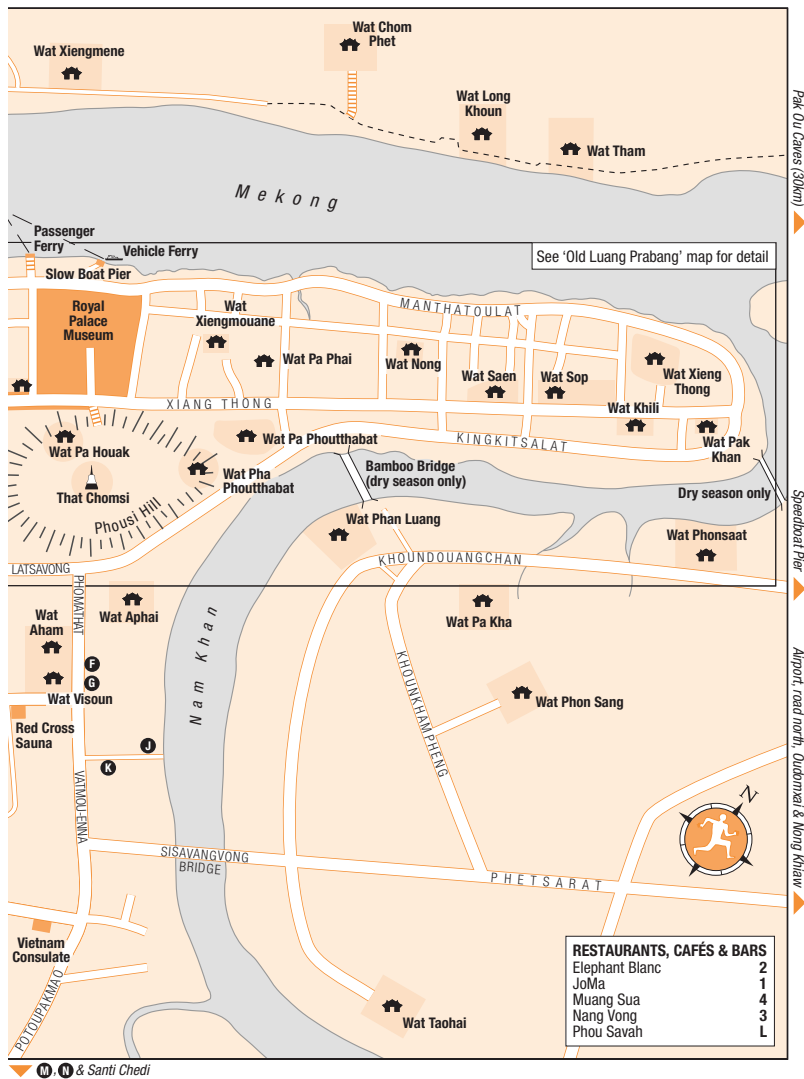 Wat Chom
Phet
Wat Xiengmene
Wat Long
Khoun
Wat Tham
Pak Ou Caves (30km)
Mekong
Passenger
Ferry
Vehicle Ferry
See ‘Old Luang Prabang’ map for detail
Slow Boat Pier
Royal
Palace
Museum
Wat
Xiengmouane
MANTHATOULAT
Wat Pa Phai
Wat Nong
Wat Saen
Wat Sop
Wat Xieng
Thong
XIANG THONG
Wat Khili
Wat Pa Houak
Wat Pa Phoutthabat
KINGKITSALAT
Wat Pak
Khan
Wat Pha
Phoutthabat
Bamboo Bridge
(dry season only)
That Chomsi
Phousi Hill
Dry season only
Speedboat Pier
Wat Phan Luang
Wat Phonsaat
LATSAVONG
KHOUNDOUANGCHAN
PHOMATHAT
Wat Aphai
Wat
Aham
Nam Khan
Wat Pa Kha
F
G
Wat Visoun
KHOUNKHAMPHENG
Wat Phon Sang
Airport, road north, Oudomxai & Nong Khiaw
Red Cross
Sauna
J
K
VATMOU-ENNA
N
SISAVANGVONG
BRIDGE
PHETSARAT
Vietnam
Consulate
POTOUPAKMAO
Wat Taohai
RESTAURANTS, CAFÉS & BARS
Elephant Blanc 2
JoMa 1
Muang Sua 4
Nang Vong 3
Phou Savah L
M, N & Santi Chedi